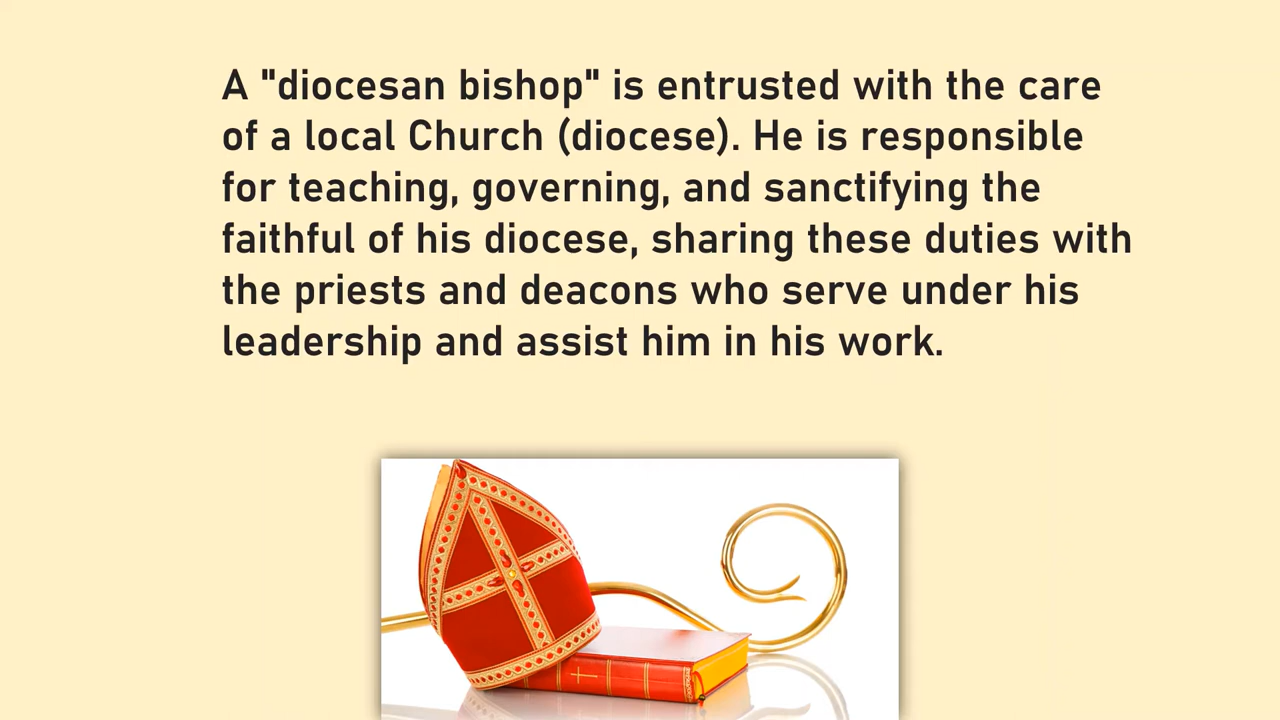 A "diocesan bishop" is entrusted with the care
of a local Church (diocese). He is responsible
for teaching, governing, and sanctifying the
faithful of his diocese, sharing these duties with
the priests and deacons who serve under his
leadership and assist him in his work.